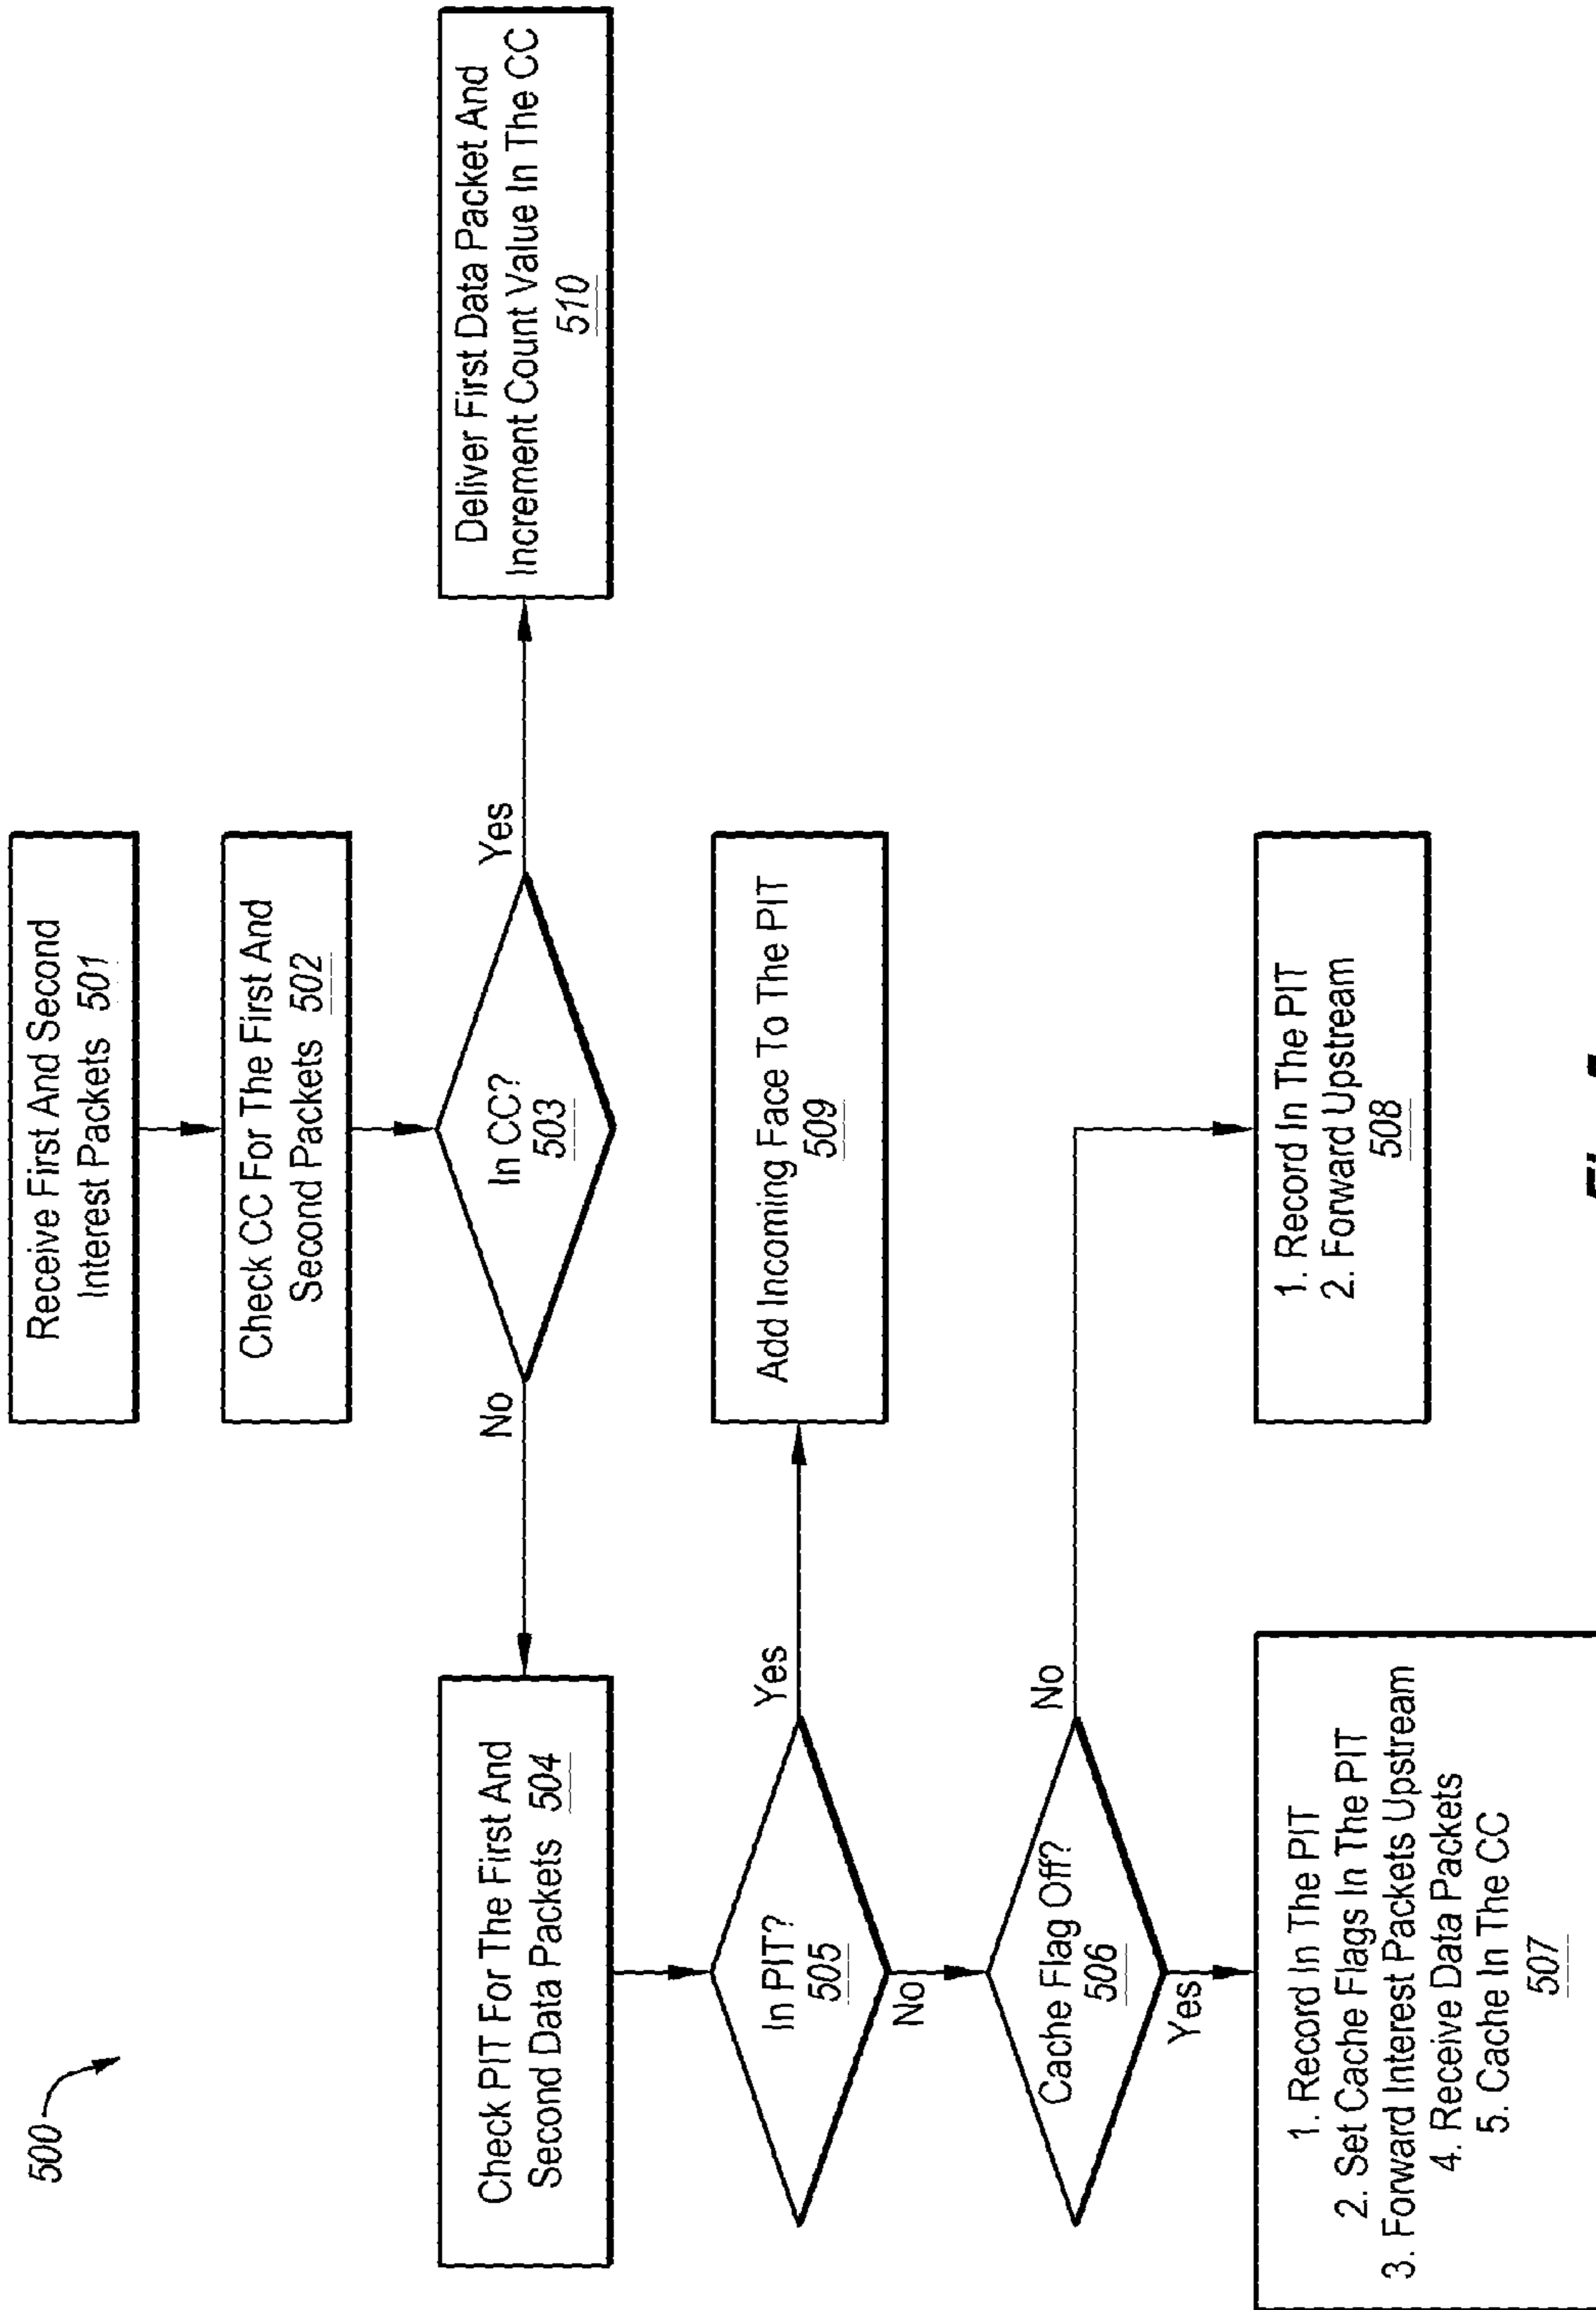 500
Receive First And Second
Interest Packets 501
Check CC For The First And
Second Packets 502
In CC?
503
Yes
No
Deliver First Data Packet And
Increment Count Value In The CC
510
Check PIT For The First And
Second Data Packets 504
In PIT?
505
Yes
No
Add Incoming Face To The PIT
509
Cache Flag Off?
506
No
Yes
1. Record In The PIT
2. Forward Upstream
508
1. Record In The PIT
2. Set Cache Flags In The PIT
3. Forward Interest Packets Upstream
4. Receive Data Packets
5. Cache In The CC
507